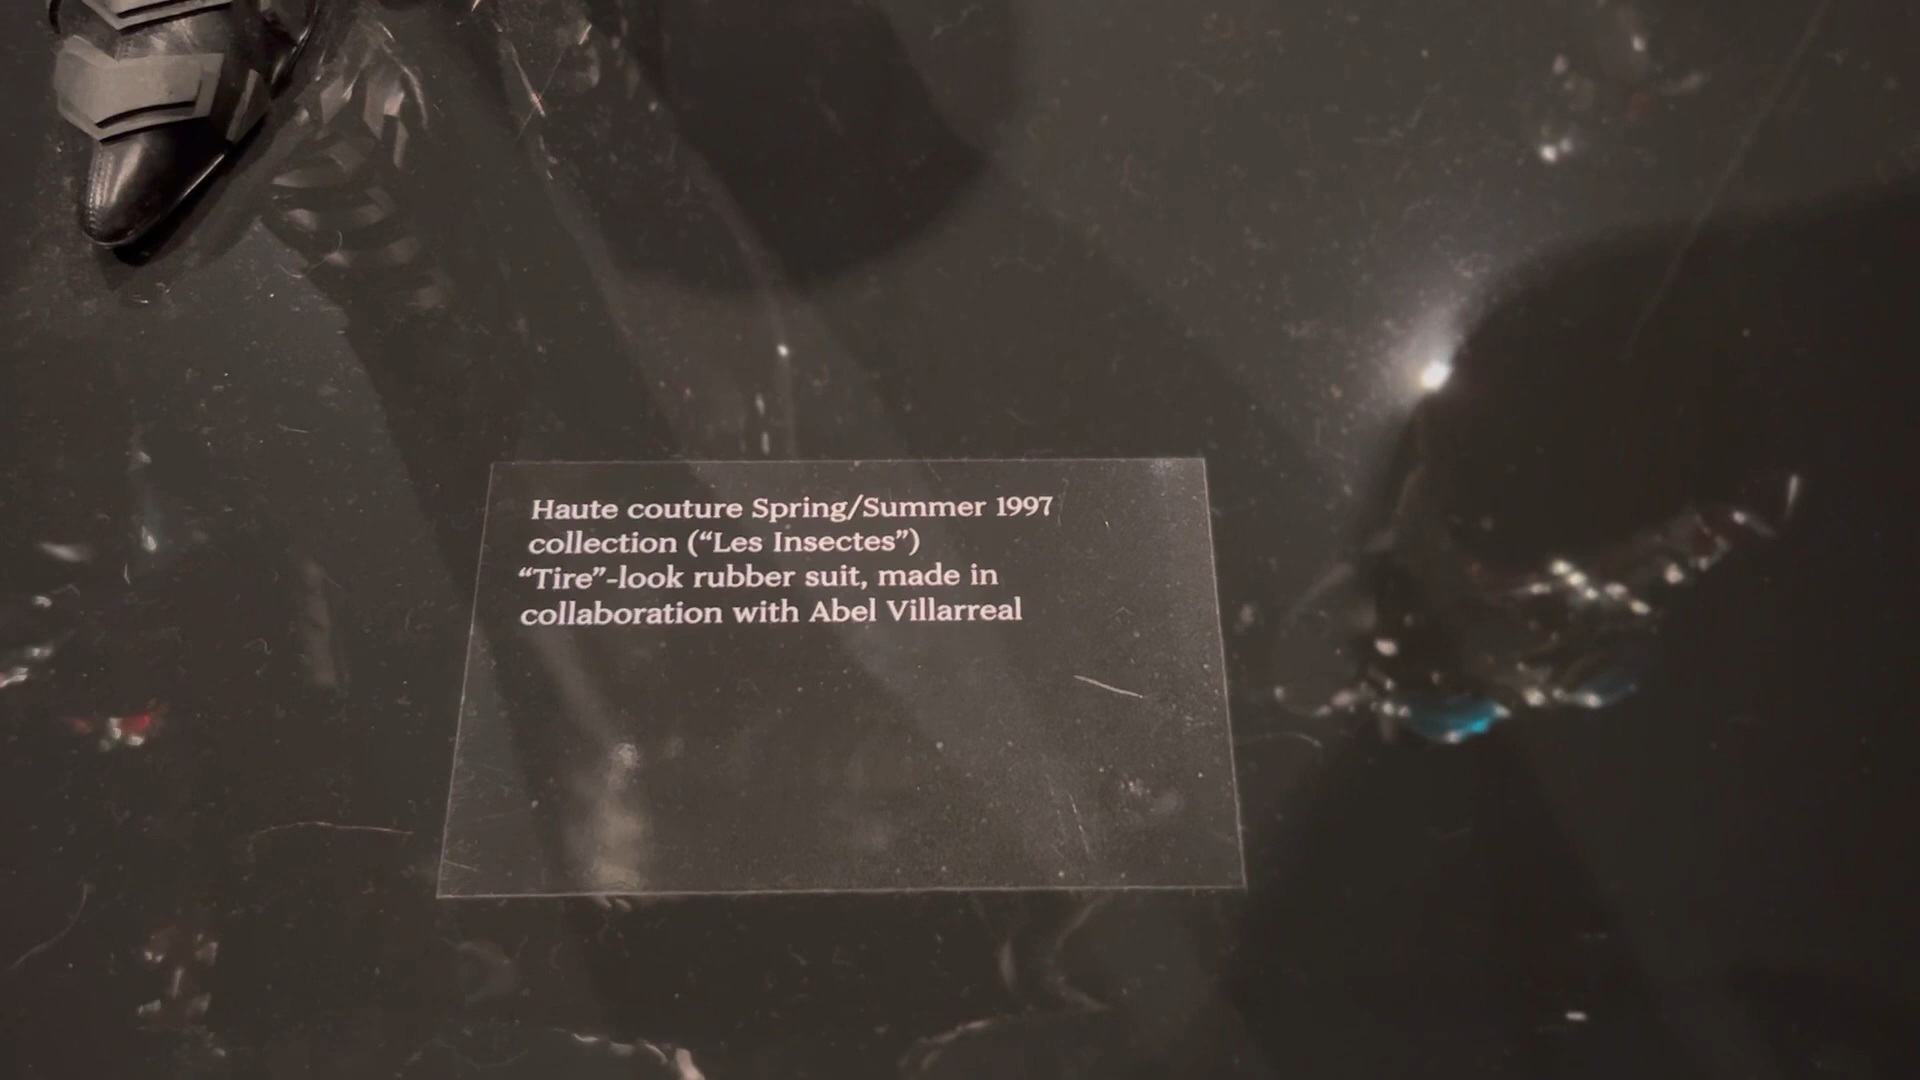 Haute couture Spring/Summer 1997
collection (“Les Insectes”)
“Tire”-look rubber suit, made in
collaboration with Abel Villarreal